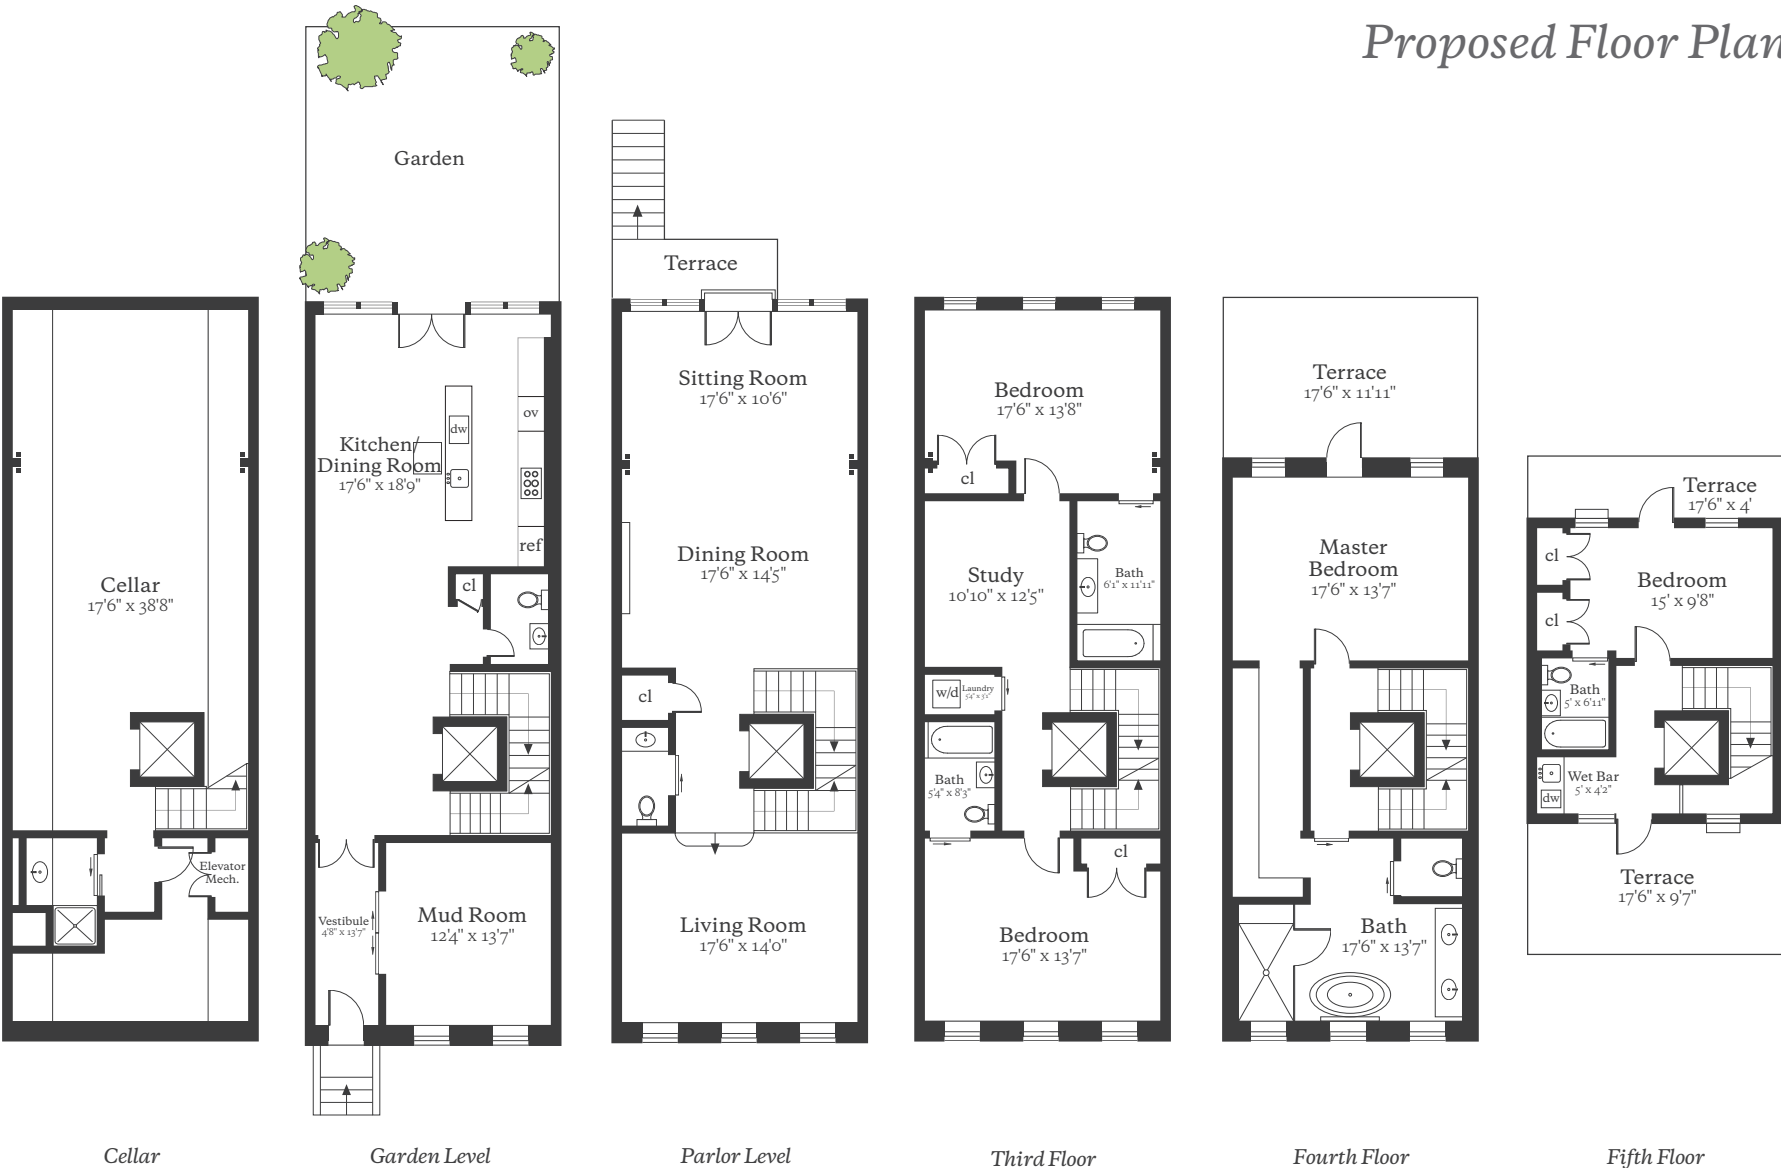 Proposed Floor Plan
Cellar
17'6" x 38'8"
Elevator
Mech.
Cellar
Garden
Kitchen/
Dining Room
17'6" x 18'9"
dw
ov
ref
cl
Vestibule
4'8" x 13'7"
Mud Room
12'4" x 13'7"
Garden Level
Terrace
Sitting Room
17'6" x 10'6"
Dining Room
17'6" x 14'5"
cl
Living Room
17'6" x 14'0"
Parlor Level
Bedroom
17'6" x 13'8"
cl
Study
10'10" x 12'5"
Bath
6'1" x 11'11"
w/d
Laundry
5'4" x 3'1"
Bath
5'4" x 8'3"
cl
Bedroom
17'6" x 13'7"
Third Floor
Terrace
17'6" x 11'11"
Master
Bedroom
17'6" x 13'7"
Bath
17'6" x 13'7"
Fourth Floor
Terrace
17'6" x 4'
cl
Bedroom
15' x 9'8"
cl
Bath
5' x 6'11"
Wet Bar
5' x 4'2"
dw
Terrace
17'6" x 9'7"
Fifth Floor